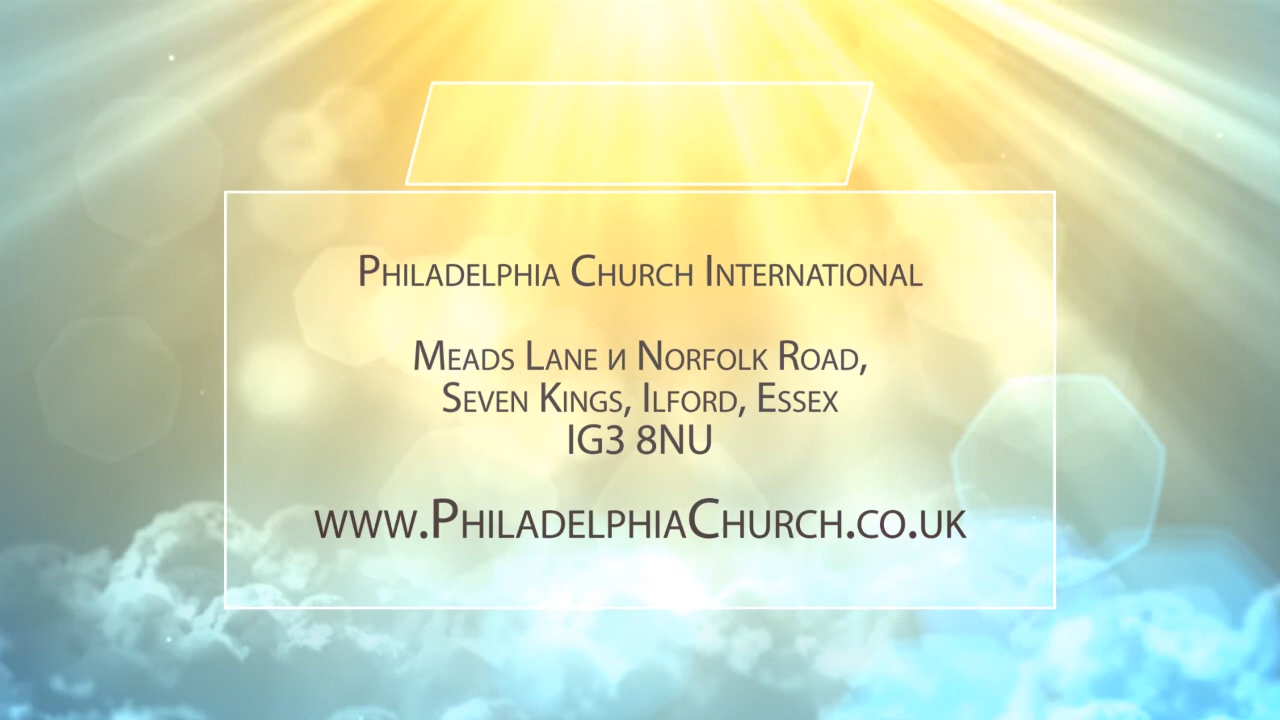 Philadelphia Church International
Meads Lane и Norfolk Road,
Seven Kings, Ilford, Essex
IG3 8NU
www.PhiladelphiaChurch.co.uk